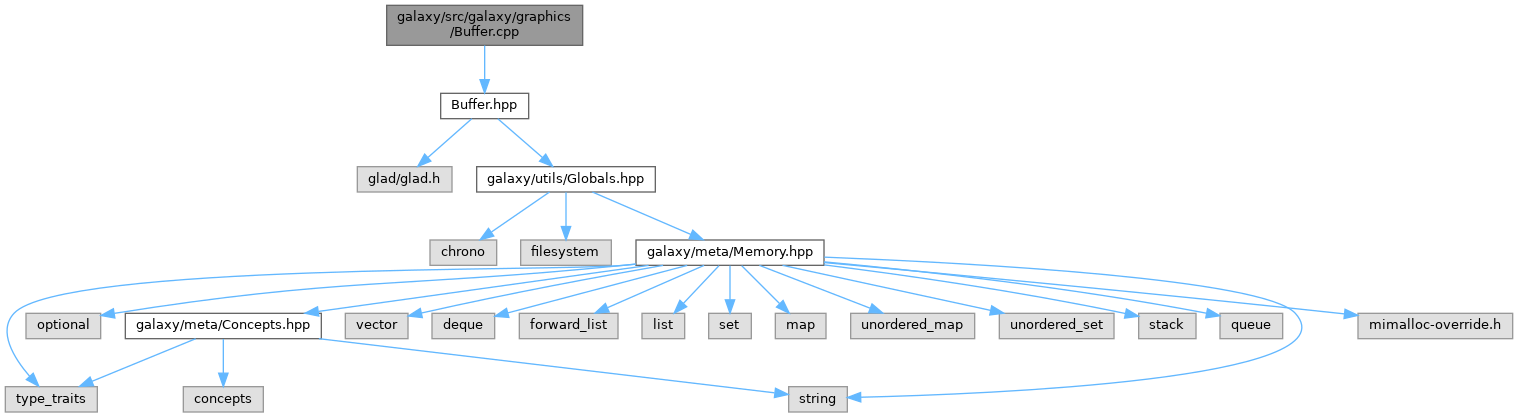 galaxy/src/galaxy/graphics
/Buffer.cpp
Buffer.hpp
glad/glad.h
galaxy/utils/Globals.hpp
chrono
filesystem
galaxy/meta/Memory.hpp
optional
galaxy/meta/Concepts.hpp
vector
deque
forward_list
list
set
map
unordered_map
unordered_set
stack
queue
mimalloc-override.h
type_traits
concepts
string